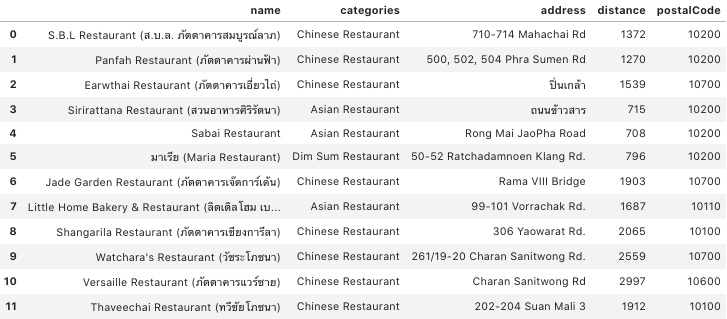 name categories address distance postalCode
0 S.B.L Restaurant (ส.บ.ล. ภัตตาคารสมบูรณ์ลาภ) Chinese Restaurant 710-714 Mahachai Rd 1372 10200
1 Panfah Restaurant (ภัตตาคารผ่านฟ้า) Chinese Restaurant 500, 502, 504 Phra Sumen Rd 1270 10200
2 Earwthai Restaurant (ภัตตาคารเอี่ยวไถ่) Chinese Restaurant ปิ่นเกล้า 1539 10700
3 Sirirattana Restaurant (สวนอาหารศิริรัตนา) Asian Restaurant ถนนข้าวสาร 715 10200
4 Sabai Restaurant Asian Restaurant Rong Mai JaoPha Road 708 10200
5 มาเรีย (Maria Restaurant) Dim Sum Restaurant 50-52 Ratchadamnoen Klang Rd. 796 10200
6 Jade Garden Restaurant (ภัตตาคารเจ๊ดการ์เด้น) Chinese Restaurant Rama VIII Bridge 1903 10700
7 Little Home Bakery & Restaurant (ลิตเติลโฮม เบ... Asian Restaurant 99-101 Vorrachak Rd. 1687 10110
8 Shangarila Restaurant (ภัตตาคารเชียงการีลา) Chinese Restaurant 306 Yaowarat Rd. 2065 10100
9 Watchara's Restaurant (วัชระโภชนา) Chinese Restaurant 261/19-20 Charan Sanitwong Rd. 2559 10700
10 Versaille Restaurant (ภัตตาคารแวร์ซาย) Chinese Restaurant Charan Sanitwong Rd 2997 10600
11 Thaveechai Restaurant (ทวีชัยโภชนา) Chinese Restaurant 202-204 Suan Mali 3 1912 10100